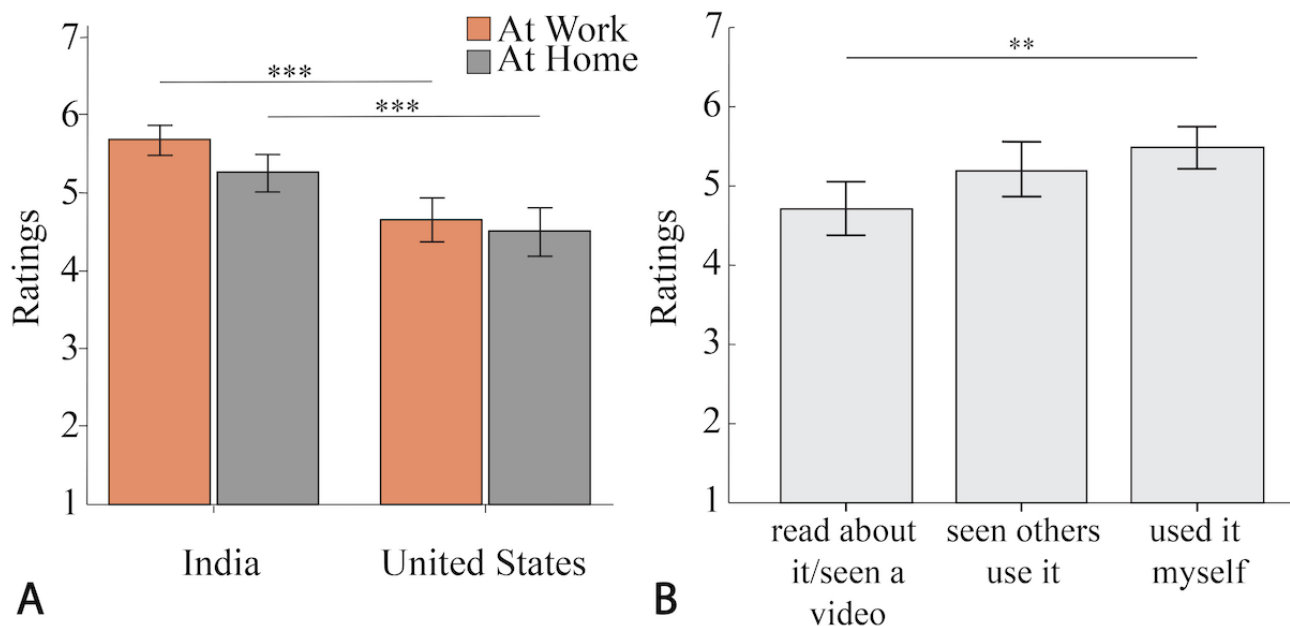 7
6
5
4
3
2
1
Ratings
At Work
At Home
***
***
India
United States
A
7
6
5
4
3
2
1
Ratings
**
read about
it/seen a
video
seen others
use it
used it
myself
B